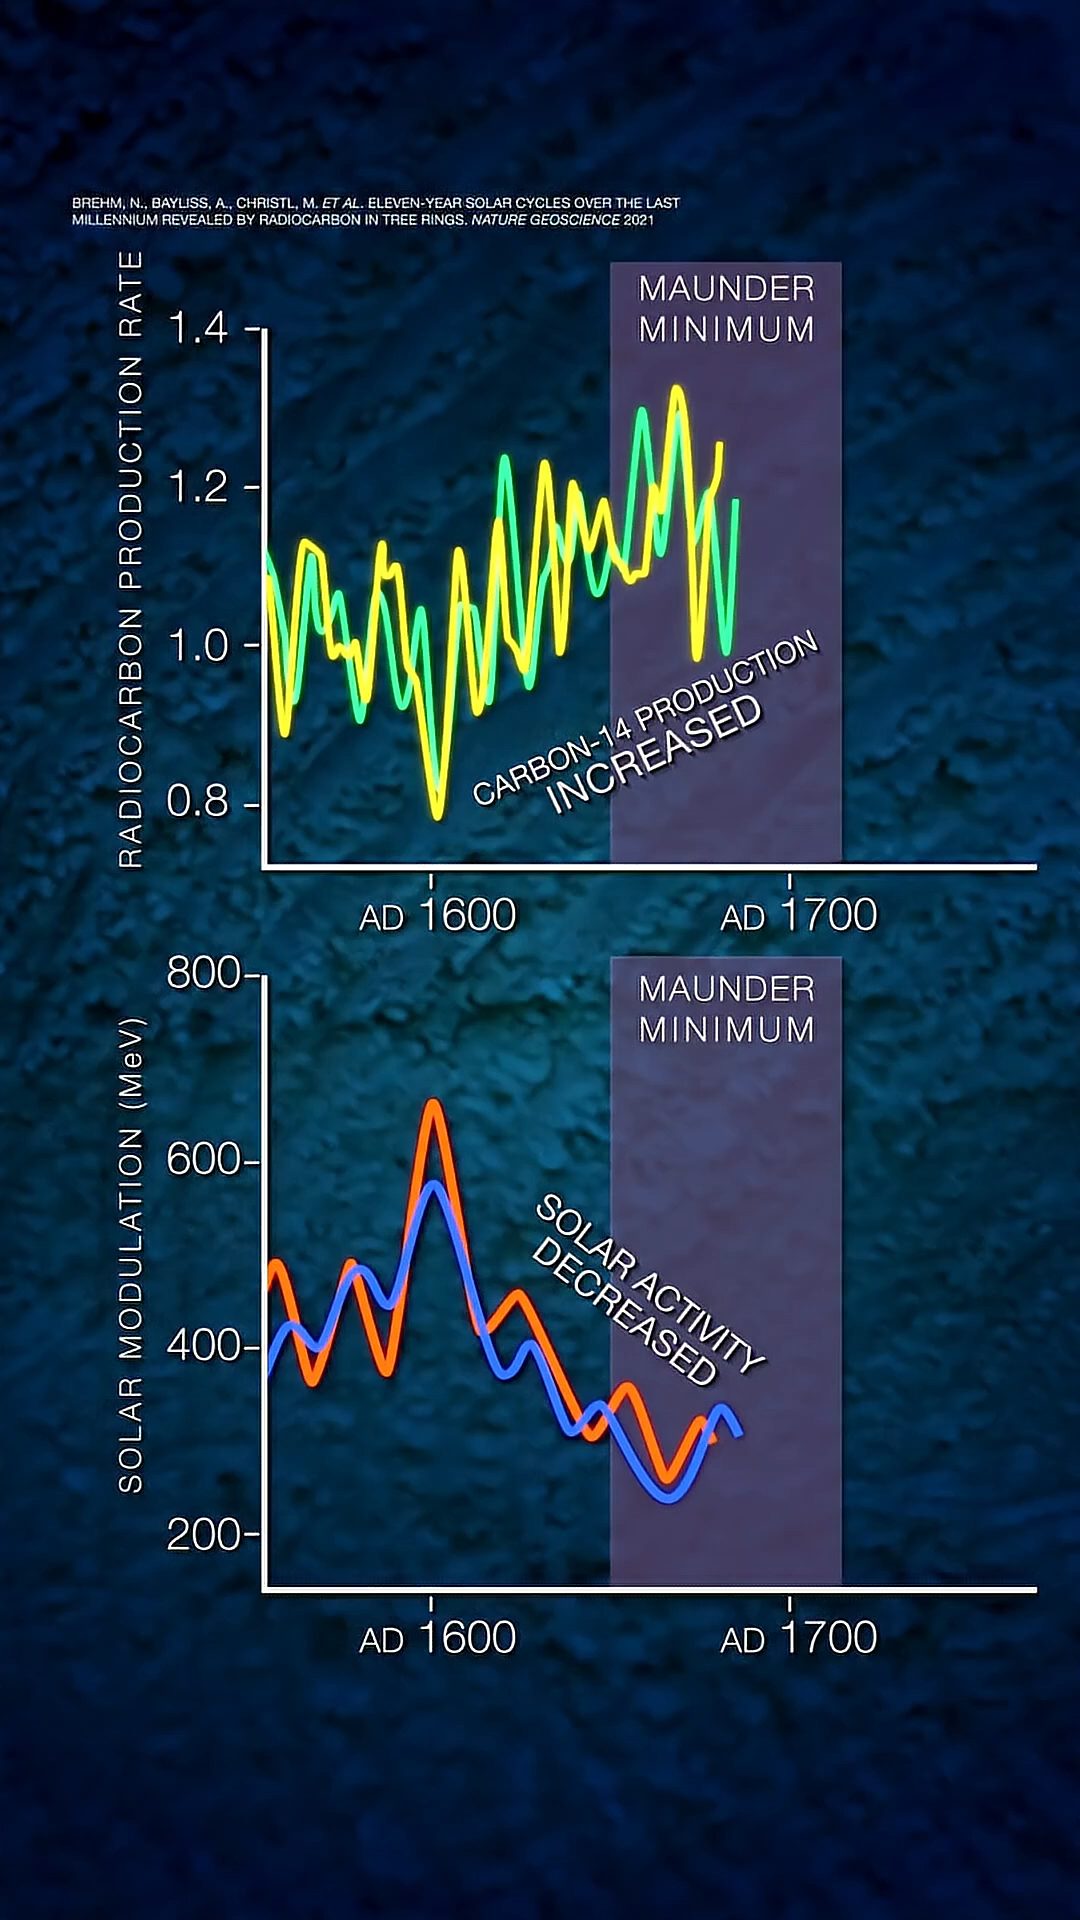 BREHM, N., BAYLISS, A., CHRISTL, M. ET AL. ELEVEN-YEAR SOLAR CYCLES OVER THE LAST
MILLENNIUM REVEALED BY RADIOCARBON IN TREE RINGS. NATURE GEOSCIENCE 2021
RADIOCARBON PRODUCTION RATE
MAUNDER
MINIMUM
1.4
1.2
1.0
0.8
CARBON-14 PRODUCTION
INCREASED
AD 1600
AD 1700
SOLAR MODULATION (MeV)
MAUNDER
MINIMUM
800
600
400
200
SOLAR ACTIVITY
DECREASED
AD 1600
AD 1700